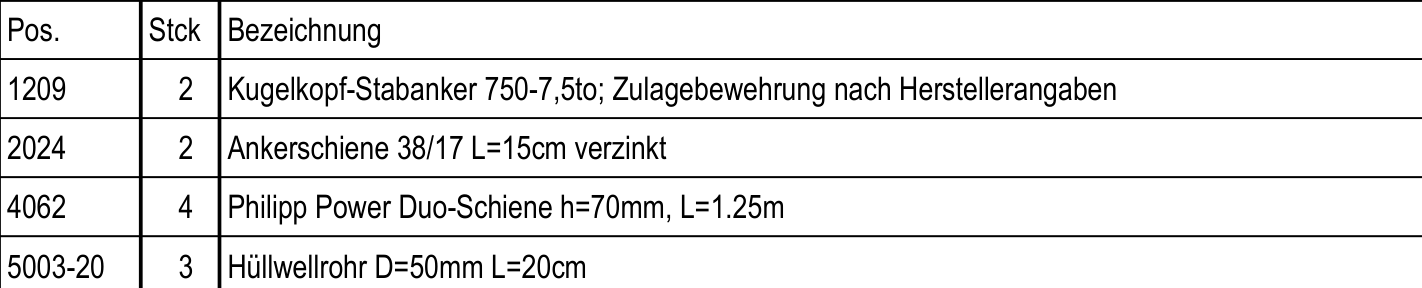 Pos. Stck Bezeichnung
1209 2 Kugelkopf-Stabanker 750-7,5to; Zulagebewehrung nach Herstellerangaben
2024 2 Ankerschiene 38/17 L=15cm verzinkt
4062 4 Philipp Power Duo-Schiene h=70mm, L=1.25m
5003-20 3 Hüllwellrohr D=50mm L=20cm